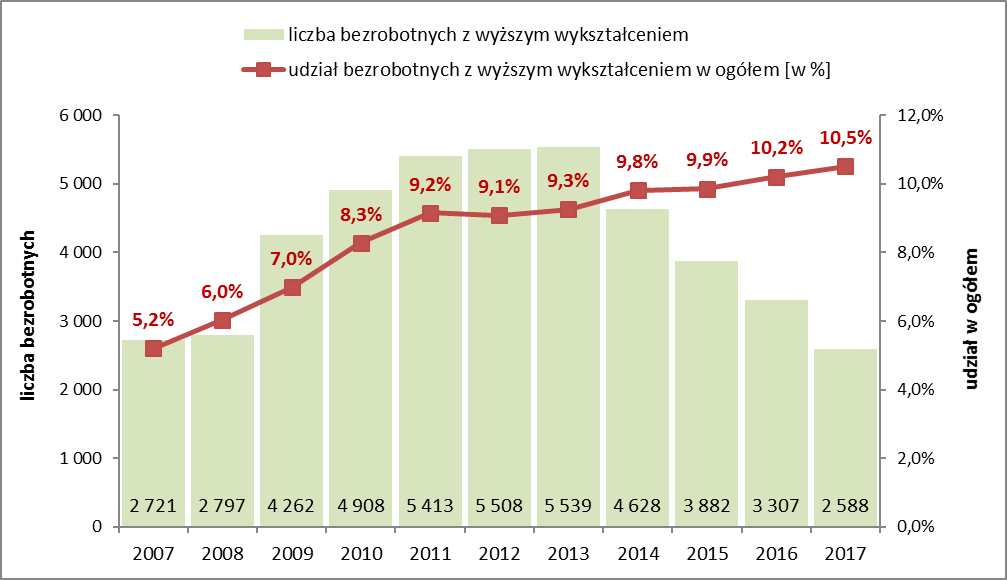 liczba bezrobotnych z wyższym wykształceniem
udział bezrobotnych z wyższym wykształceniem w ogółem [w %]
6 000
5 000
4 000
3 000
2 000
1 000
0
liczba bezrobotnych
12,0%
10,0%
8,0%
6,0%
4,0%
2,0%
0,0%
udział w ogółem
5,2% 6,0% 7,0% 8,3% 9,2% 9,1% 9,3% 9,8% 9,9% 10,2% 10,5%
2 721 2 797 4 262 4 908 5 413 5 508 5 539 4 628 3 882 3 307 2 588
2007 2008 2009 2010 2011 2012 2013 2014 2015 2016 2017